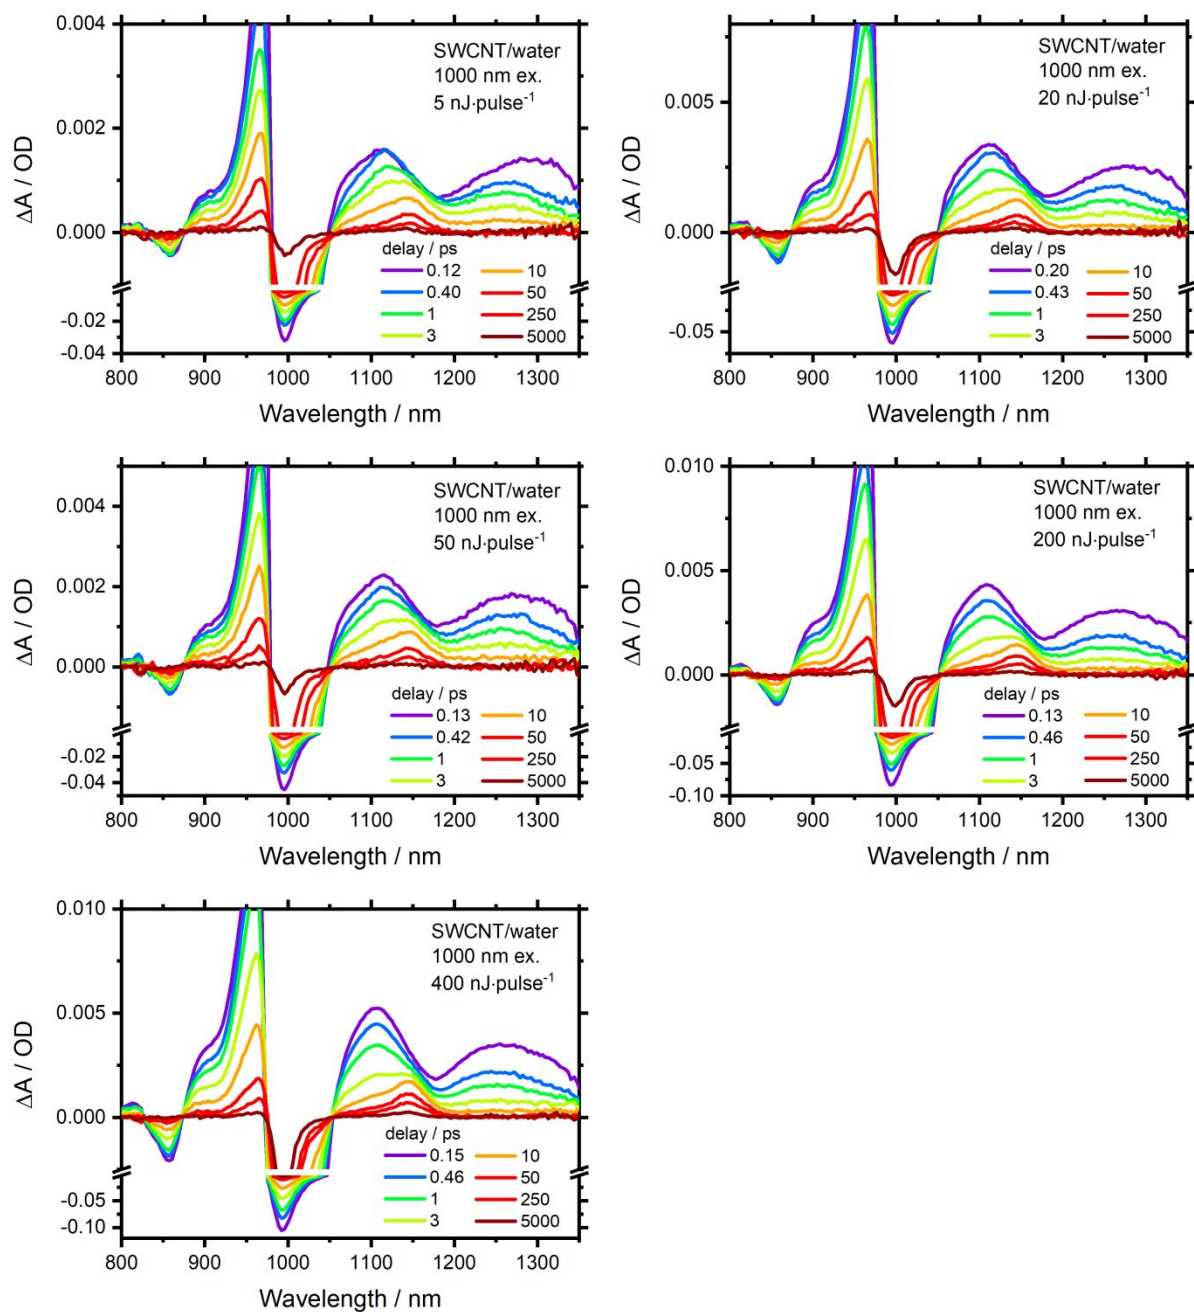 0.004
0.002
0.000
-0.02
-0.04
ΔA / OD
SWCNT/water
1000 nm ex.
5 nJ·pulse⁻¹
delay / ps
0.12 10
0.40 50
1 250
3 5000
800 900 1000 1100 1200 1300
Wavelength / nm
0.005
0.000
-0.05
ΔA / OD
SWCNT/water
1000 nm ex.
20 nJ·pulse⁻¹
delay / ps
0.20 10
0.43 50
1 250
3 5000
800 900 1000 1100 1200 1300
Wavelength / nm
0.004
0.002
0.000
-0.02
-0.04
ΔA / OD
SWCNT/water
1000 nm ex.
50 nJ·pulse⁻¹
delay / ps
0.13 10
0.42 50
1 250
3 5000
800 900 1000 1100 1200 1300
Wavelength / nm
0.010
0.005
0.000
-0.05
-0.10
ΔA / OD
SWCNT/water
1000 nm ex.
200 nJ·pulse⁻¹
delay / ps
0.13 10
0.46 50
1 250
3 5000
800 900 1000 1100 1200 1300
Wavelength / nm
0.010
0.005
0.000
-0.05
-0.10
ΔA / OD
SWCNT/water
1000 nm ex.
400 nJ·pulse⁻¹
delay / ps
0.15 10
0.46 50
1 250
3 5000
800 900 1000 1100 1200 1300
Wavelength / nm